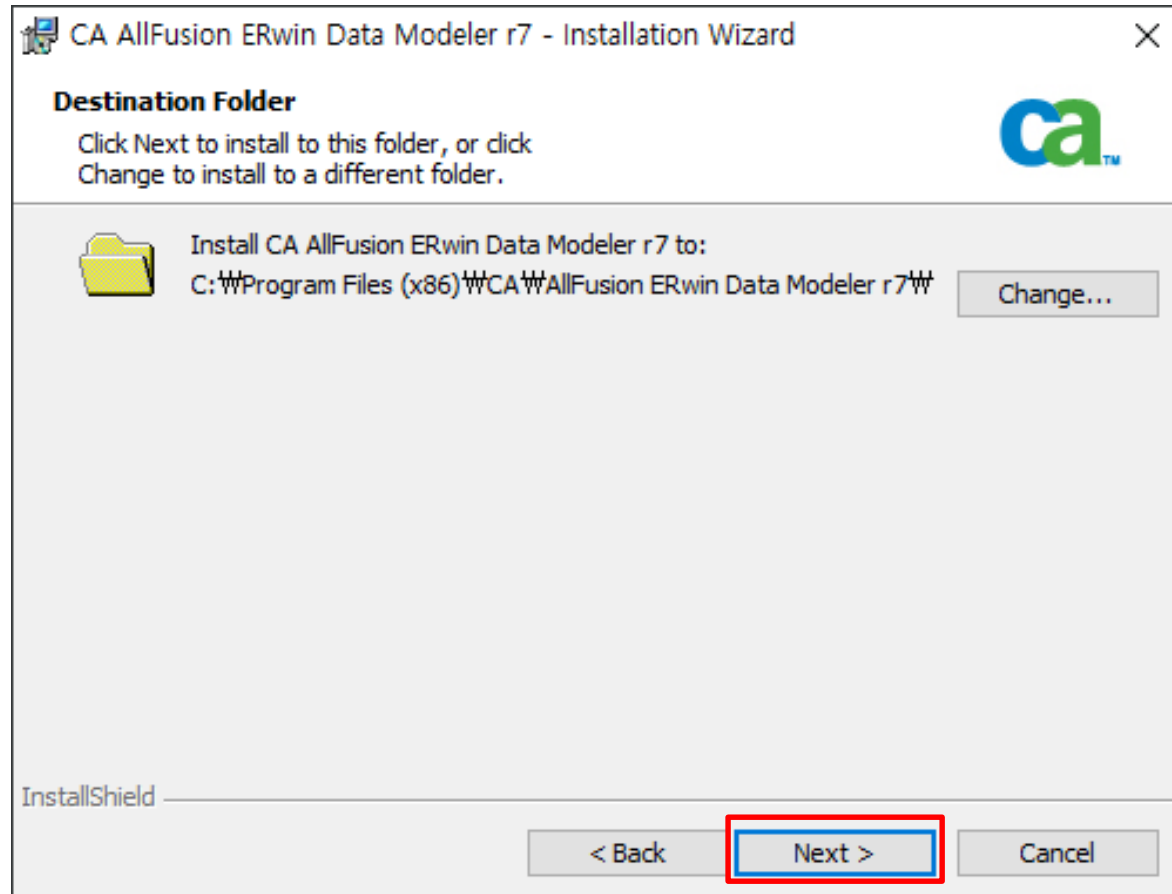 CA AllFusion ERwin Data Modeler r7 - Installation Wizard
Destination Folder
Click Next to install to this folder, or click
Change to install to a different folder.
ca TM
Install CA AllFusion ERwin Data Modeler r7 to:
C:₩Program Files (x86)₩CA₩AllFusion ERwin Data Modeler r7₩
Change...
InstallShield
< Back
Next >
Cancel